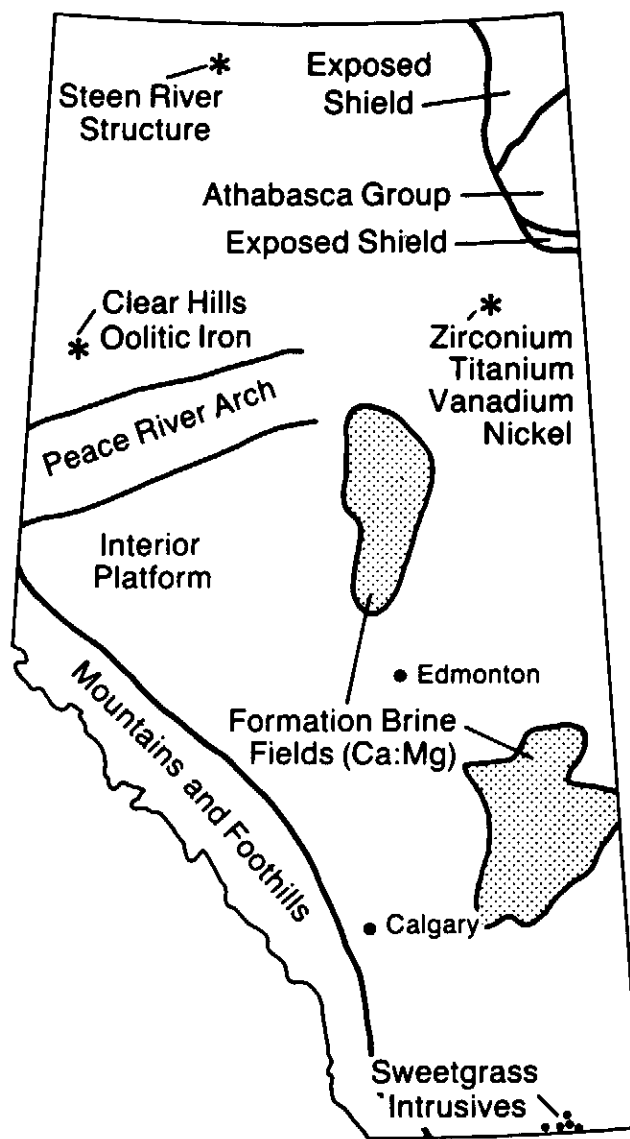 Exposed
Shield
Steen River
Structure
Athabasca Group
Exposed Shield
Clear Hills
Oolitic Iron
Zirconium
Titanium
Vanadium
Nickel
Peace River Arch
Interior
Platform
Edmonton
Mountains and Foothills
Formation Brine
Fields (Ca:Mg)
Calgary
Sweetgrass
Intrusives